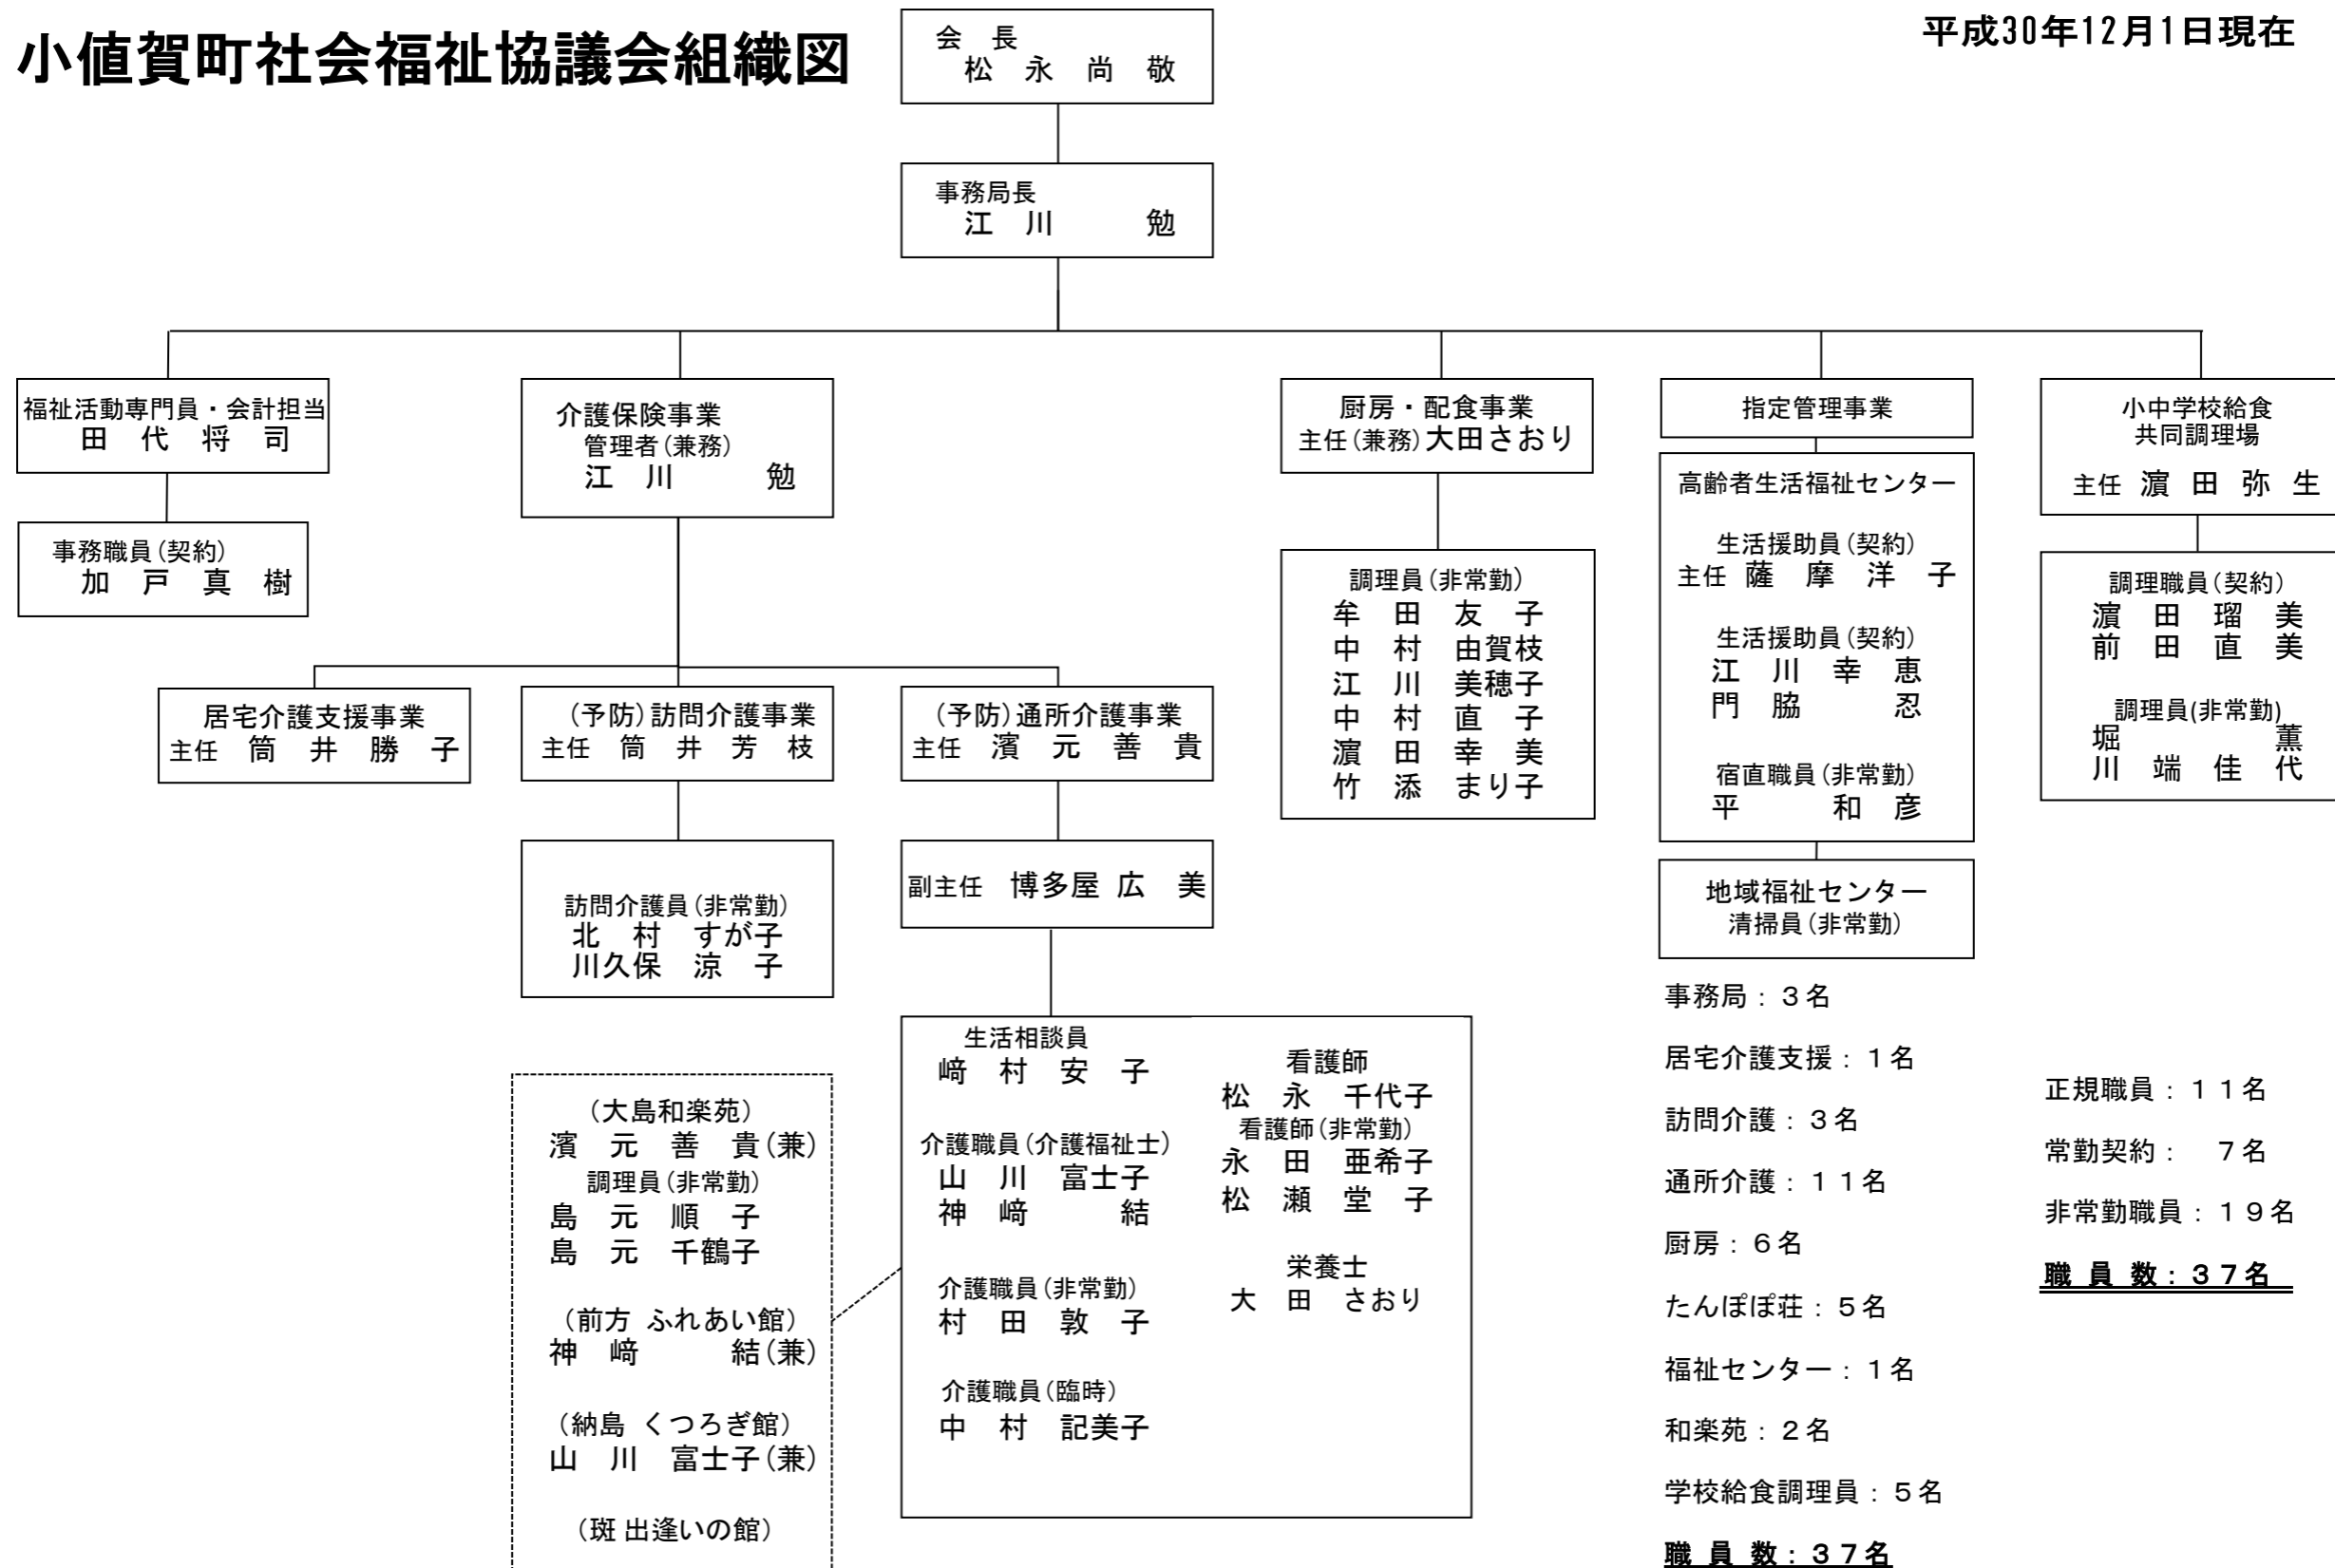 小値賀町社会福祉協議会組織図
平成30年12月1日現在
会 長
松 永 尚 敬
事務局長
江 川 勉
福祉活動専門員・会計担当
田 代 将 司
事務職員(契約)
加 戸 真 樹
介護保険事業
管理者(兼務)
江 川 勉
居宅介護支援事業
主任 筒 井 勝 子
(予防)訪問介護事業
主任 筒 井 芳 枝
訪問介護員(非常勤)
北 村 すが子
川久保 涼 子
(予防)通所介護事業
主任 濱 元 善 貴
副主任 博多屋 広 美
生活相談員
﨑 村 安 子
介護職員(介護福祉士)
山 川 富士子
神 﨑 結
介護職員(非常勤)
村 田 敦 子
介護職員(臨時)
中 村 記美子
看護師
松 永 千代子
看護師(非常勤)
永 田 亜希子
松 瀬 堂 子
栄養士
大 田 さおり
(大島和楽苑)
濱 元 善 貴(兼)
調理員(非常勤)
島 元 順 子
島 元 千鶴子
(前方 ふれあい館)
神 﨑 結(兼)
(納島 くつろぎ館)
山 川 富士子(兼)
(斑 出逢いの館)
厨房・配食事業
主任(兼務)大田さおり
調理員(非常勤)
牟 田 友 子
中 村 由賀枝
江 川 美穂子
中 村 直 子
濵 田 幸 美
竹 添 まり子
指定管理事業
高齢者生活福祉センター
生活援助員(契約)
主任 薩 摩 洋 子
生活援助員(契約)
江 川 幸 恵
門 脇 忍
宿直職員(非常勤)
平 和 彦
地域福祉センター
清掃員(非常勤)
小中学校給食
共同調理場
主任 濵 田 弥 生
調理職員(契約)
濵 田 瑠 美
前 田 直 美
調理員(非常勤)
堀 薫
川 端 佳 代
事務局：３名
居宅介護支援：１名
訪問介護：３名
通所介護：１１名
厨房：６名
たんぽぽ荘：５名
福祉センター：１名
和楽苑：２名
学校給食調理員：５名
職 員 数：３７名
正規職員：１１名
常勤契約： ７名
非常勤職員：１９名
職 員 数：３７名